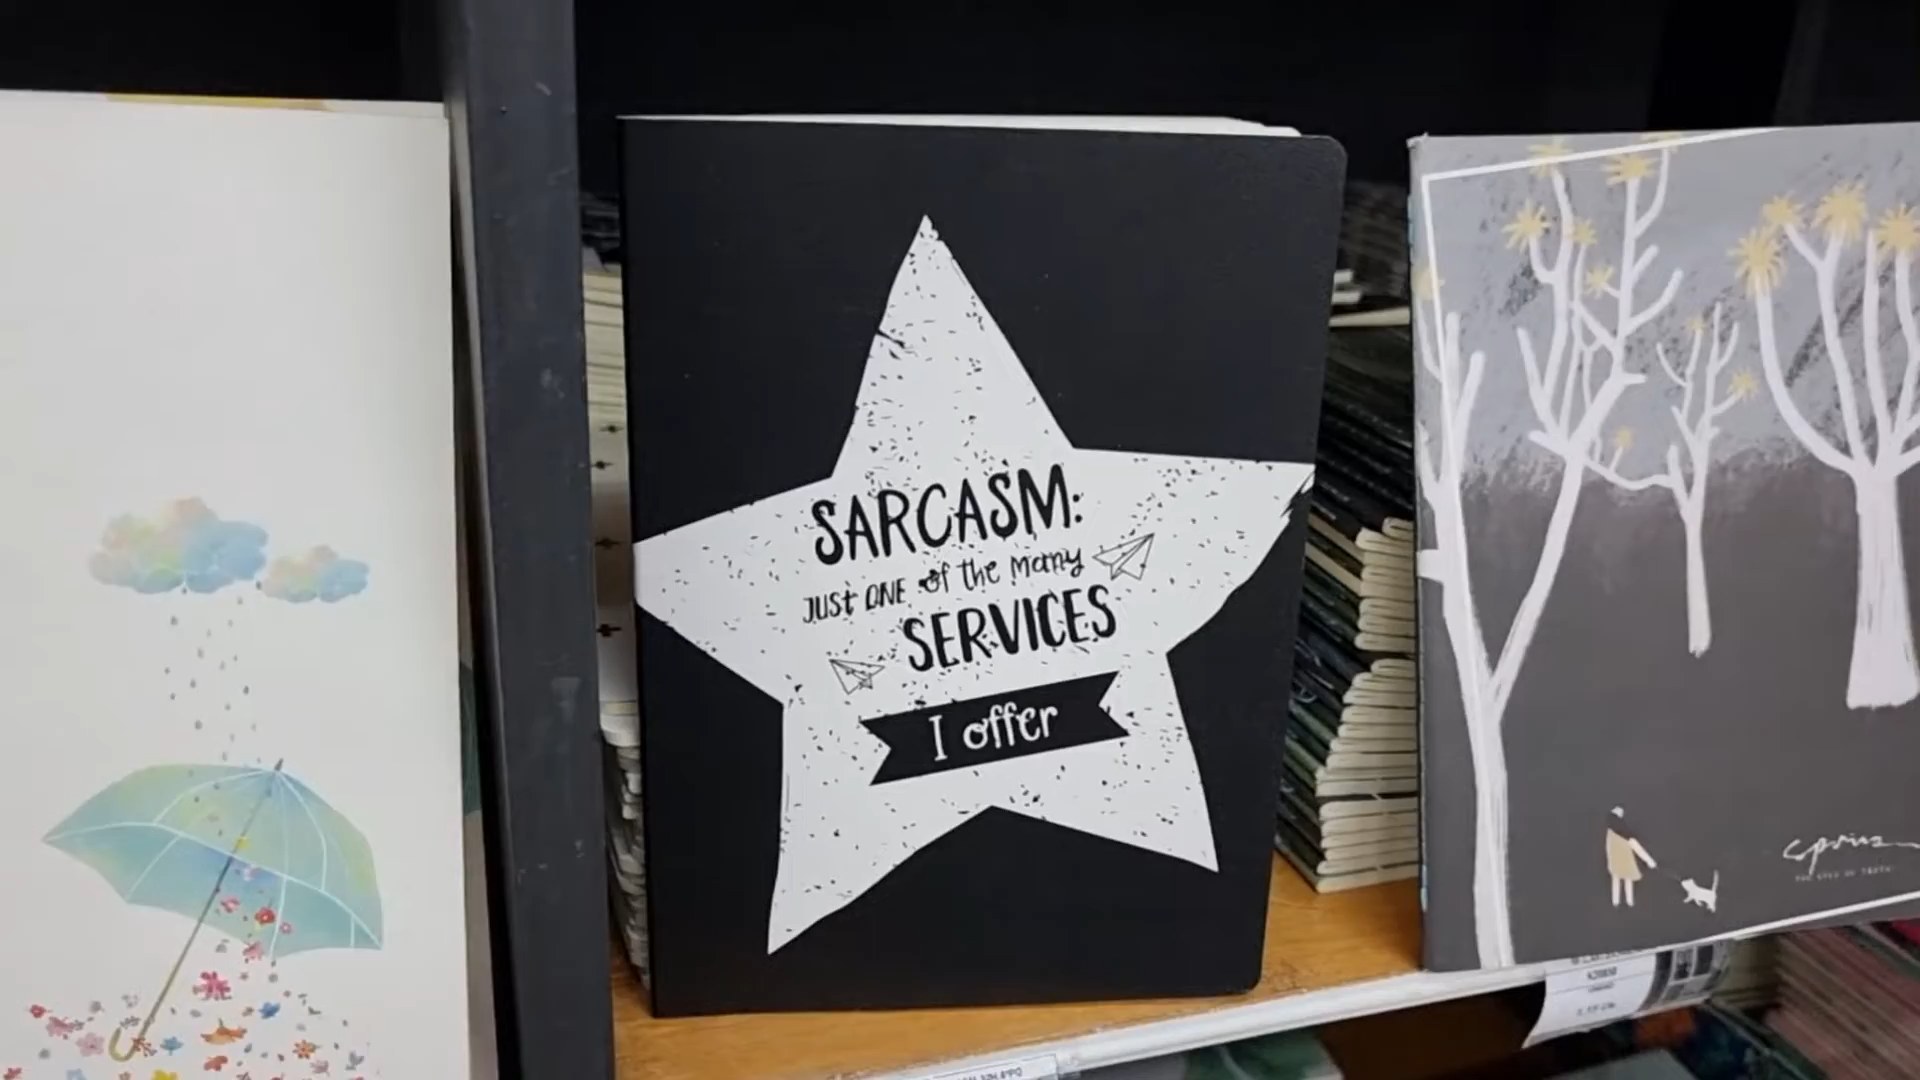 SARCASM:
JUST ONE of the many
SERVICES
I offer